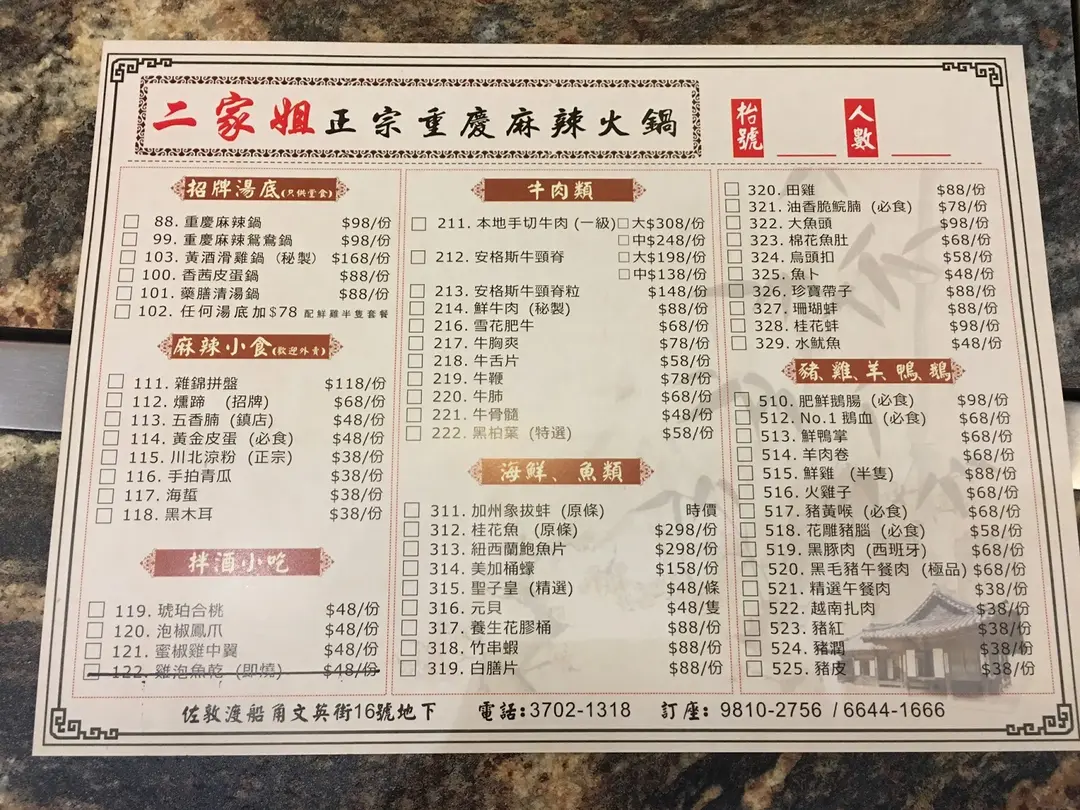 二家姐正宗重慶麻辣火鍋
枱號
人數
招牌湯底(只供堂食)
88. 重慶麻辣鍋 $98/份
99. 重慶麻辣鴛鴦鍋 $98/份
103. 黃酒滑雞鍋 (秘製) $168/份
100. 香茜皮蛋鍋 $88/份
101. 藥膳清湯鍋 $88/份
102. 任何湯底加$78 配鮮雞半隻套餐
麻辣小食(歡迎外賣)
111. 雜錦拼盤 $118/份
112. 燻蹄 (招牌) $68/份
113. 五香腩 (鎮店) $48/份
114. 黃金皮蛋 (必食) $48/份
115. 川北涼粉 (正宗) $38/份
116. 手拍青瓜 $38/份
117. 海蜇 $38/份
118. 黑木耳 $38/份
拌酒小吃
119. 琥珀合桃 $48/份
120. 泡椒鳳爪 $48/份
121. 蜜椒雞中翼 $48/份
122. 雞泡魚乾 (即燒) $48/份
牛肉類
211. 本地手切牛肉 (一級) 大$308/份
中$248/份
212. 安格斯牛頸脊 大$198/份
中$138/份
213. 安格斯牛頸脊粒 $148/份
214. 鮮牛肉 (秘製) $88/份
216. 雪花肥牛 $68/份
217. 牛胸爽 $78/份
218. 牛舌片 $58/份
219. 牛鞭 $78/份
220. 牛肺 $68/份
221. 牛骨髓 $48/份
222. 黑柏葉 (特選) $58/份
海鮮、魚類
311. 加州象拔蚌 (原條) 時價
312. 桂花魚 (原條) $298/份
313. 紐西蘭鮑魚片 $298/份
314. 美加桶蠔 $158/份
315. 聖子皇 (精選) $48/條
316. 元貝 $48/隻
317. 養生花膠桶 $88/份
318. 竹串蝦 $88/份
319. 白膳片 $88/份
320. 田雞 $88/份
321. 油香脆鯇腩 (必食) $78/份
322. 大魚頭 $98/份
323. 棉花魚肚 $68/份
324. 烏頭扣 $58/份
325. 魚卜 $48/份
326. 珍寶帶子 $88/份
327. 珊瑚蚌 $88/份
328. 桂花蚌 $98/份
329. 水魷魚 $48/份
豬,雞,羊,鴨,鵝
510. 肥鮮鵝腸 (必食) $98/份
512. No.1 鵝血 (必食) $68/份
513. 鮮鴨掌 $68/份
514. 羊肉卷 $68/份
515. 鮮雞 (半隻) $88/份
516. 火雞子 $68/份
517. 豬黃喉 (必食) $68/份
518. 花雕豬腦 (必食) $58/份
519. 黑豚肉 (西班牙) $68/份
520. 黑毛豬午餐肉 (極品) $68/份
521. 精選午餐肉 $38/份
522. 越南扎肉 $38/份
523. 豬紅 $38/份
524. 豬潤 $38/份
525. 豬皮 $38/份
佐敦渡船角文英街16號地下 電話:3702-1318 訂座: 9810-2756 / 6644-1666